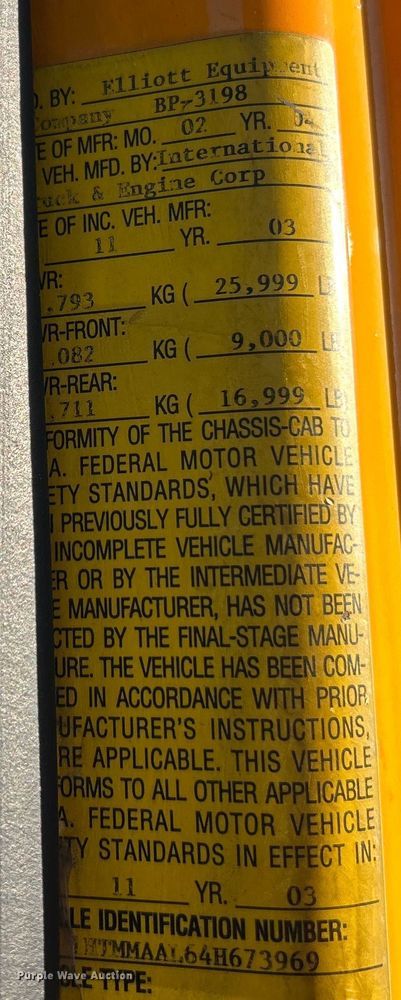 . BY: Elliott Equipment
Company BP-3198
E OF MFR: MO. 02 YR. 04
VEH. MFD. BY: International
uck & Engine Corp
E OF INC. VEH. MFR:
11 YR. 03
VR:
.793 KG ( 25,999 L
VR-FRONT:
.082 KG ( 9,000 LB
VR-REAR:
.711 KG ( 16,999 LB)
FORMITY OF THE CHASSIS-CAB TO
A. FEDERAL MOTOR VEHICLE
ETY STANDARDS, WHICH HAVE
N PREVIOUSLY FULLY CERTIFIED BY
INCOMPLETE VEHICLE MANUFAC-
ER OR BY THE INTERMEDIATE VE-
E MANUFACTURER, HAS NOT BEEN
CTED BY THE FINAL-STAGE MANU-
URE. THE VEHICLE HAS BEEN COM-
ED IN ACCORDANCE WITH PRIOR
UFACTURER'S INSTRUCTIONS,
RE APPLICABLE. THIS VEHICLE
FORMS TO ALL OTHER APPLICABLE
A. FEDERAL MOTOR VEHICLE
TY STANDARDS IN EFFECT IN:
11 YR. 03
LE IDENTIFICATION NUMBER:
1HTMMAAL64H673969
CLE TYPE:
Purple Wave Auction